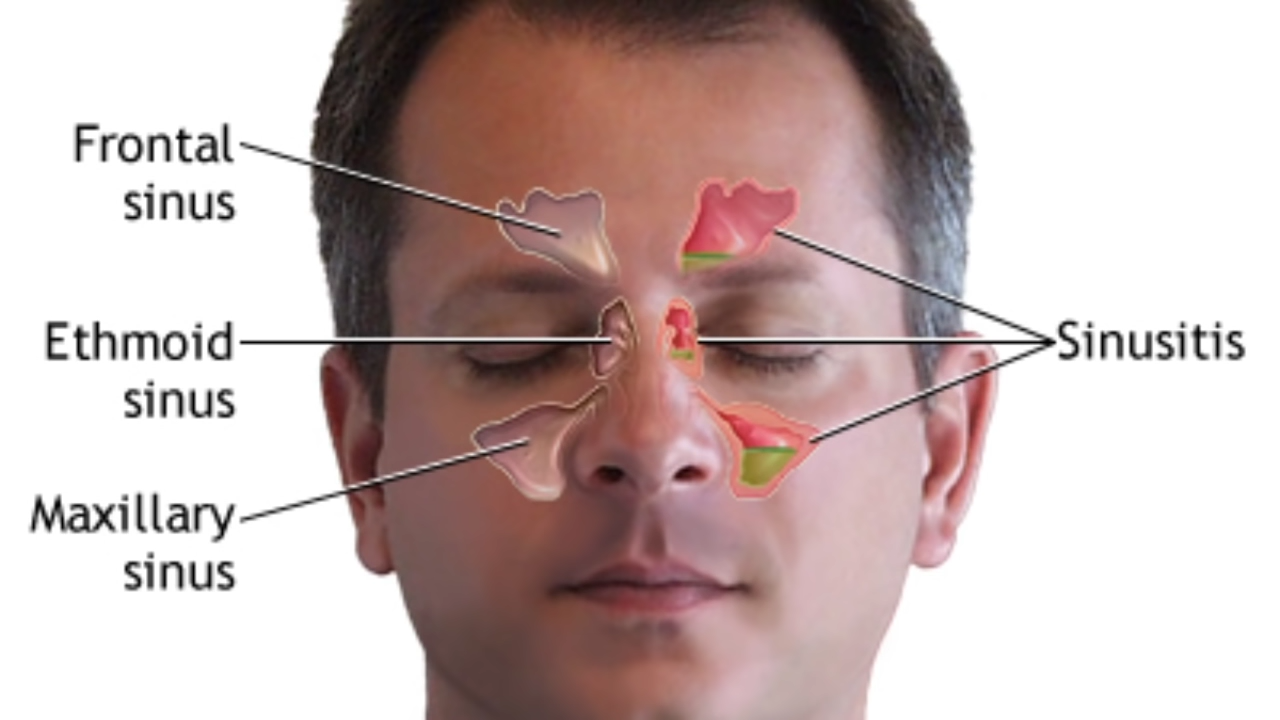 Frontal
sinus
Ethmoid
sinus
Sinusitis
Maxillary
sinus